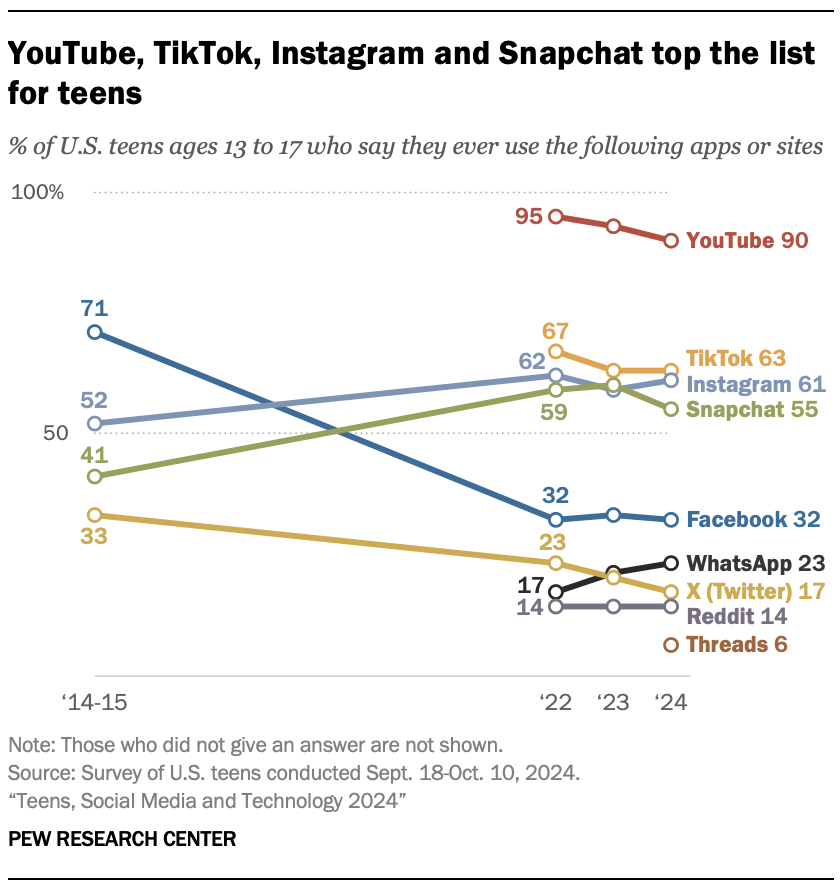 YouTube, TikTok, Instagram and Snapchat top the list
for teens
% of U.S. teens ages 13 to 17 who say they ever use the following apps or sites
100%
95
YouTube 90
71
67
TikTok 63
62
Instagram 61
52
59
Snapchat 55
50
41
32
Facebook 32
33
23
WhatsApp 23
17
X (Twitter) 17
14
Reddit 14
Threads 6
‘14-15
‘22
‘23
‘24
Note: Those who did not give an answer are not shown.
Source: Survey of U.S. teens conducted Sept. 18-Oct. 10, 2024.
“Teens, Social Media and Technology 2024”
PEW RESEARCH CENTER